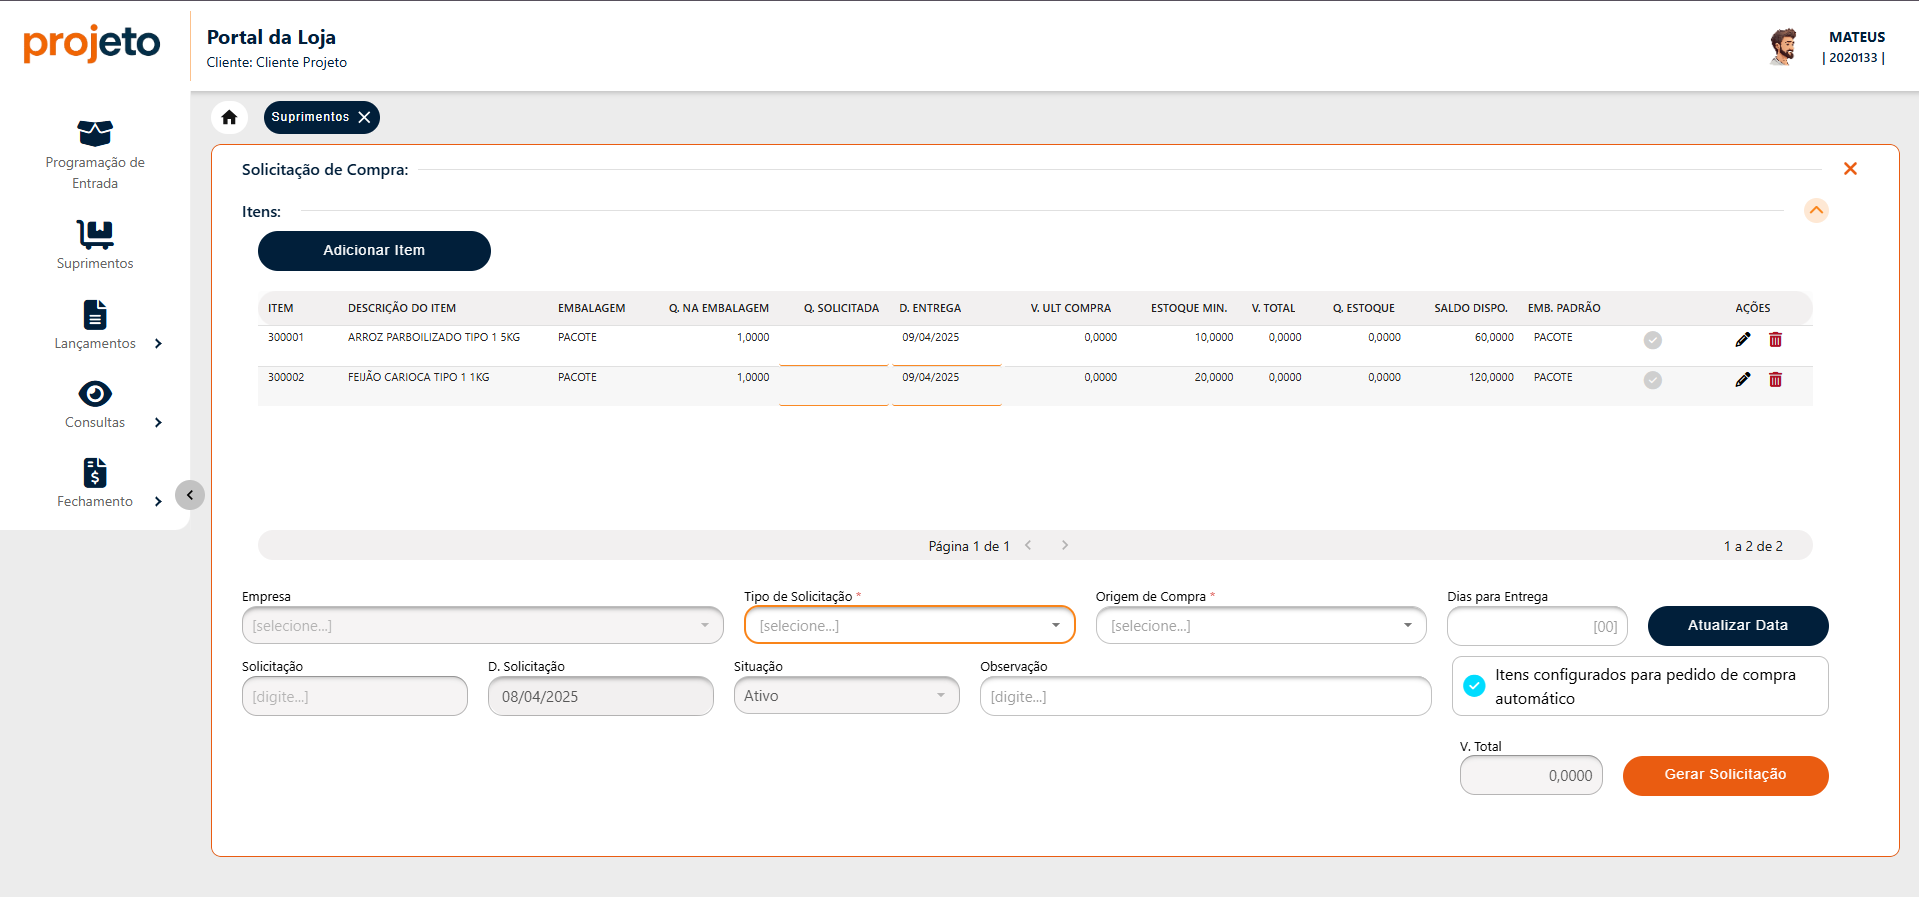 projeto
Portal da Loja
Cliente: Cliente Projeto
MATEUS
| 2020133 |
Programação de
Entrada
Suprimentos
Lançamentos
Consultas
Fechamento
Suprimentos
Solicitação de Compra:
Itens:
Adicionar Item
ITEM DESCRIÇÃO DO ITEM EMBALAGEM Q. NA EMBALAGEM Q. SOLICITADA D. ENTREGA V. ULT COMPRA ESTOQUE MIN. V. TOTAL Q. ESTOQUE SALDO DISPO. EMB. PADRÃO AÇÕES
300001 ARROZ PARBOILIZADO TIPO 1 5KG PACOTE 1,0000 09/04/2025 0,0000 10,0000 0,0000 0,0000 60,0000 PACOTE
300002 FEIJÃO CARIOCA TIPO 1 1KG PACOTE 1,0000 09/04/2025 0,0000 20,0000 0,0000 0,0000 120,0000 PACOTE
Página 1 de 1
1 a 2 de 2
Empresa Tipo de Solicitação * Origem de Compra * Dias para Entrega
[selecione...] [selecione...] [selecione...] [00] Atualizar Data
Solicitação D. Solicitação Situação Observação
[digite...] 08/04/2025 Ativo [digite...]
Itens configurados para pedido de compra
automático
V. Total
0,0000
Gerar Solicitação